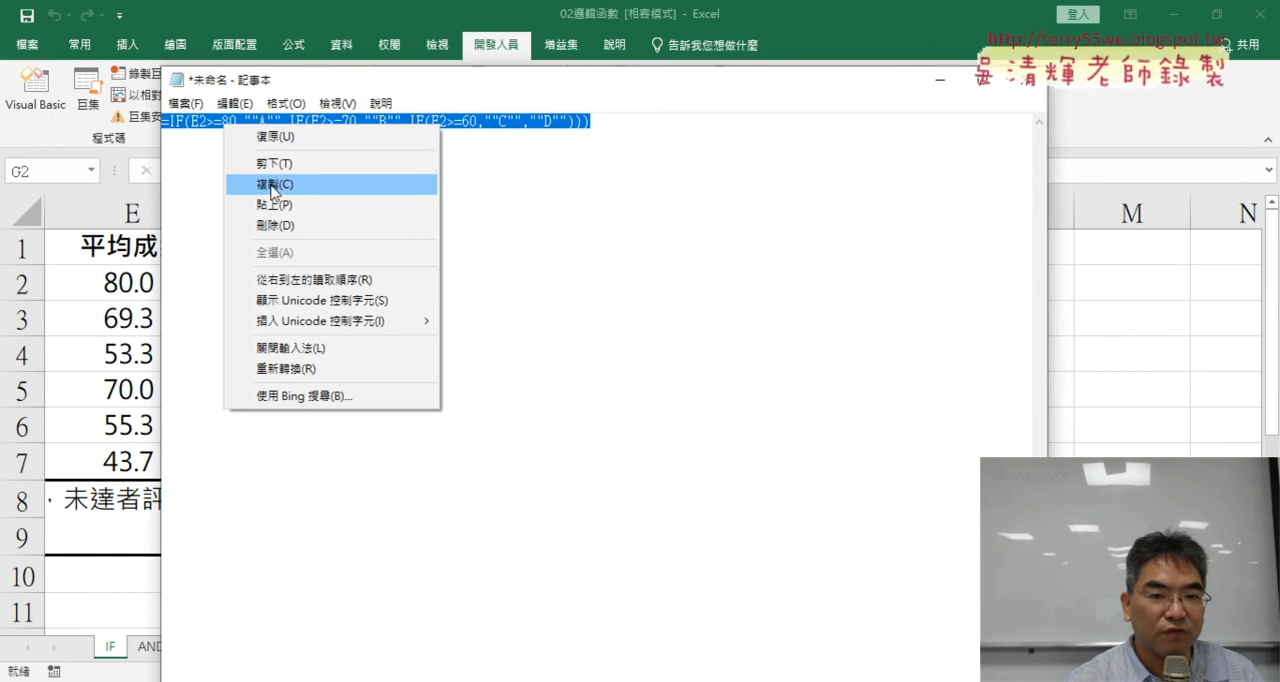 02邏輯函數 [相容模式] - Excel
登入
檔案 常用 插入 繪圖 版面配置 公式 資料 校閱 檢視 開發人員 增益集 說明 告訴我您想做什麼 共用
http://terry55wu.blogspot.tw
吳清輝老師錄製
Visual Basic
巨集
錄製巨
以相對
巨集安
程式碼
*未命名 - 記事本
檔案(F) 編輯(E) 格式(O) 檢視(V) 說明
=IF(E2>=80,""A"",IF(E2>=70,""B"",IF(E2>=60,""C"",""D"")))
復原(U)
剪下(T)
複製(C)
貼上(P)
刪除(D)
全選(A)
從右到左的讀取順序(R)
顯示 Unicode 控制字元(S)
插入 Unicode 控制字元(I)
關閉輸入法(L)
重新轉換(R)
使用 Bing 搜尋(B)...
G2
E M N
1 平均成
2 80.0
3 69.3
4 53.3
5 70.0
6 55.3
7 43.7
8 ，未達者評
9
10
11
IF AND
就緒